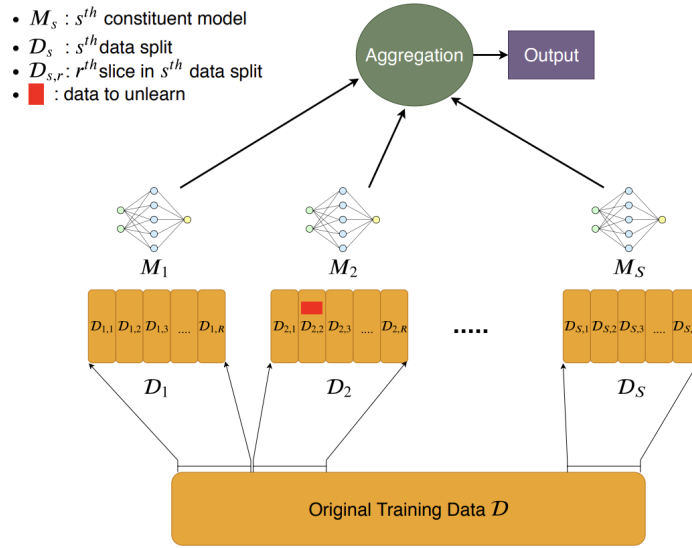 • M_s : s^th constituent model
• D_s : s^th data split
• D_s,r : r^th slice in s^th data split
• : data to unlearn
Aggregation
Output
M_1
M_2
M_S
D_1,1 D_1,2 D_1,3 .... D_1,R
D_2,1 D_2,2 D_2,3 .... D_2,R
.....
D_S,1 D_S,2 D_S,3 .... D_S,
D_1
D_2
D_S
Original Training Data D